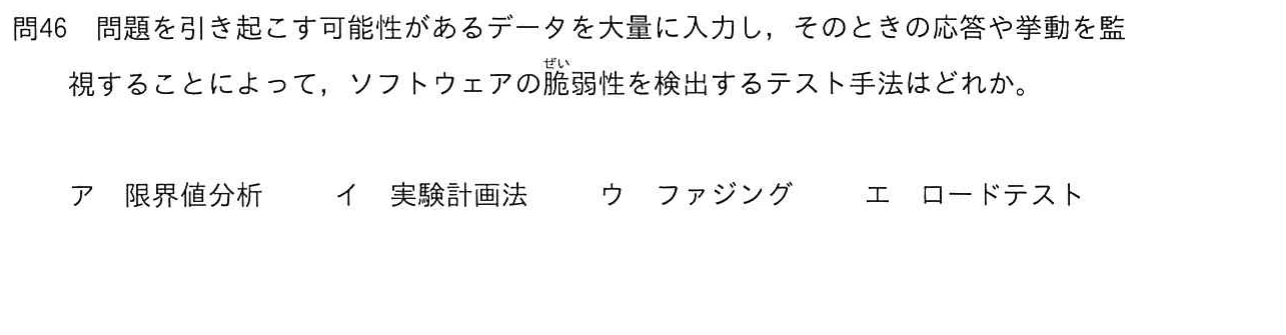 問46 問題を引き起こす可能性があるデータを大量に入力し，そのときの応答や挙動を監
ぜい
視することによって，ソフトウェアの脆弱性を検出するテスト手法はどれか。
ア 限界値分析 イ 実験計画法 ウ ファジング エ ロードテスト